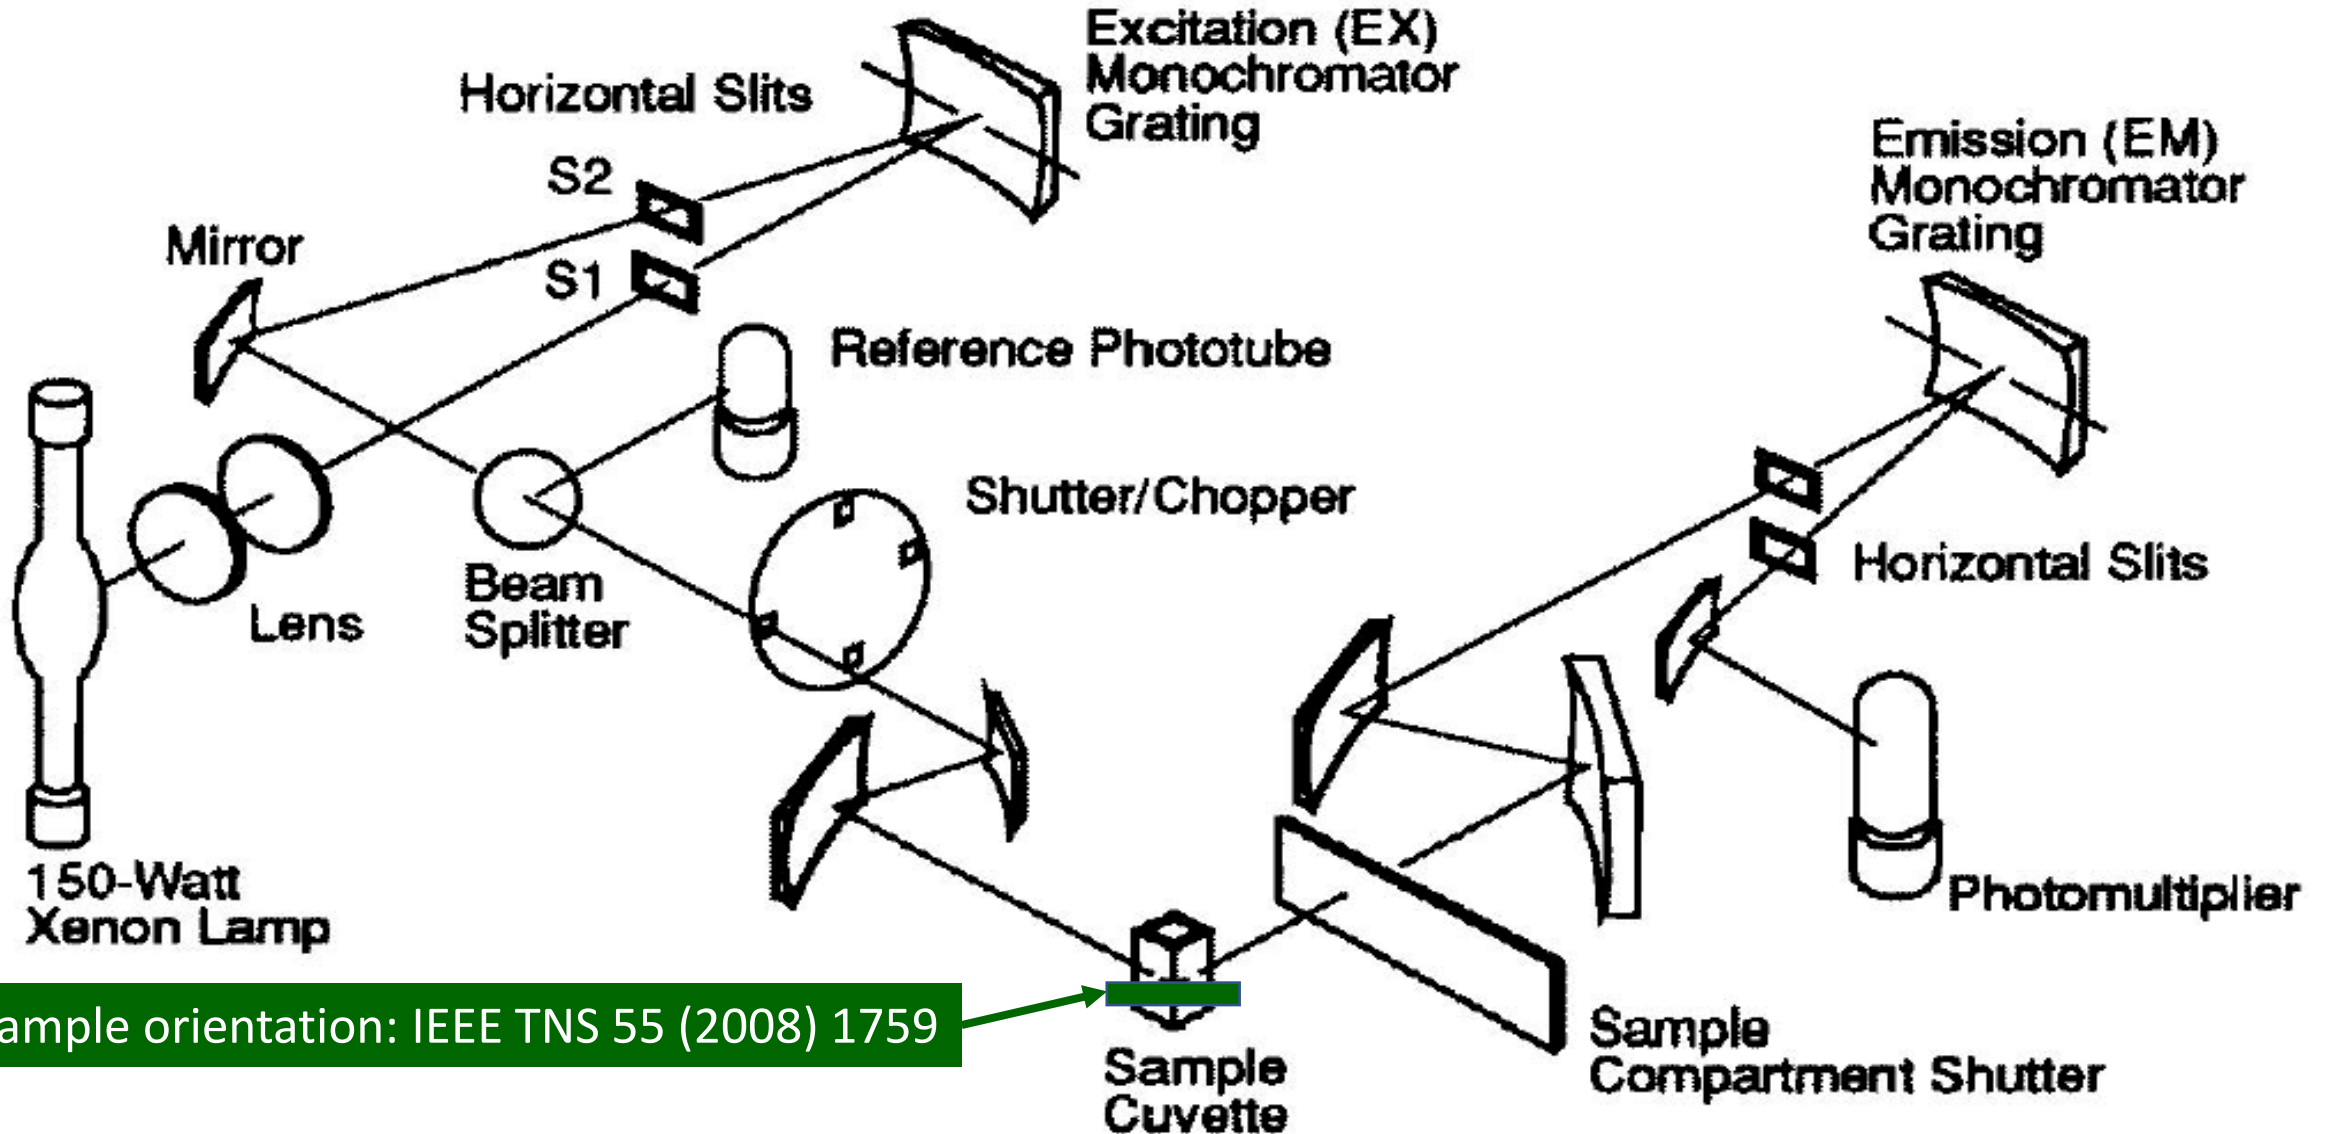 Excitation (EX)
Monochromator
Grating
Horizontal Slits
S2
S1
Mirror
Emission (EM)
Monochromator
Grating
Reference Phototube
Shutter/Chopper
Horizontal Slits
Beam
Splitter
Lens
150-Watt
Xenon Lamp
Photomultiplier
ample orientation: IEEE TNS 55 (2008) 1759
Sample
Compartment Shutter
Sample
Cuvette